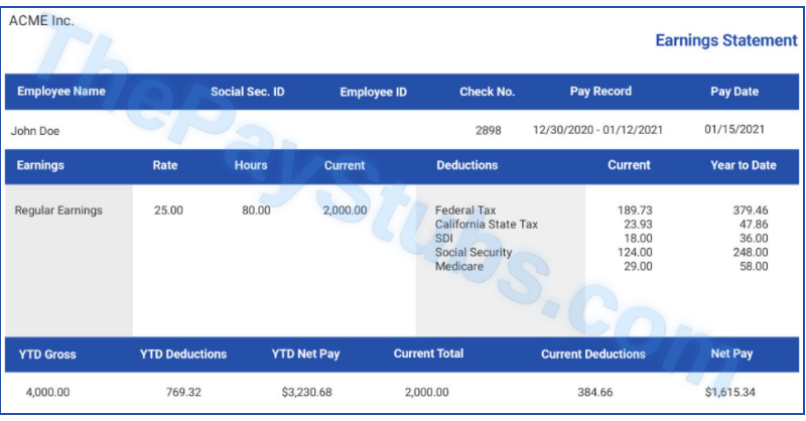 ACME Inc.
Earnings Statement
Employee Name Social Sec. ID Employee ID Check No. Pay Record Pay Date
John Doe 2898 12/30/2020 - 01/12/2021 01/15/2021
Earnings Rate Hours Current Deductions Current Year to Date
Regular Earnings 25.00 80.00 2,000.00 Federal Tax 189.73 379.46
California State Tax 23.93 47.86
SDI 18.00 36.00
Social Security 124.00 248.00
Medicare 29.00 58.00
YTD Gross YTD Deductions YTD Net Pay Current Total Current Deductions Net Pay
4,000.00 769.32 $3,230.68 2,000.00 384.66 $1,615.34
ThePayStubs.com